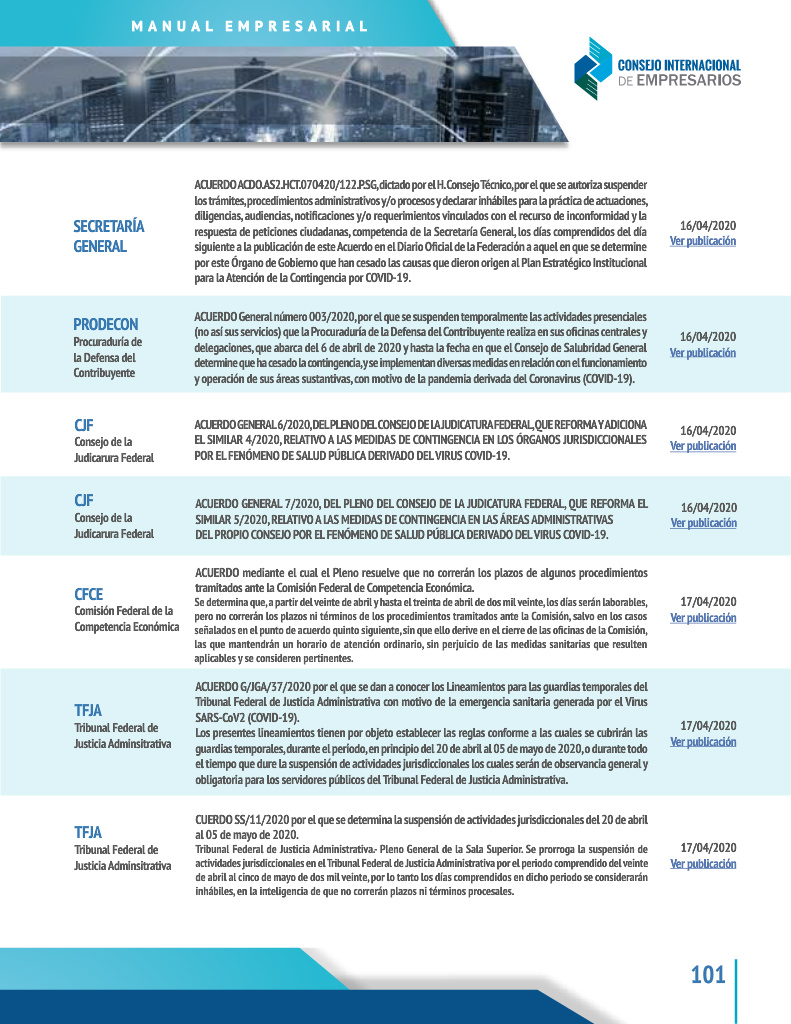 MANUAL EMPRESARIAL
CONSEJO INTERNACIONAL
DE EMPRESARIOS
SECRETARÍA
GENERAL
ACUERDO ACDO.AS2.HCT.070420/122.P.SG, dictado por el H. Consejo Técnico, por el que se autoriza suspender
los trámites, procedimientos administrativos y/o procesos y declarar inhábiles para la práctica de actuaciones,
diligencias, audiencias, notificaciones y/o requerimientos vinculados con el recurso de inconformidad y la
respuesta de peticiones ciudadanas, competencia de la Secretaría General, los días comprendidos del día
siguiente a la publicación de este Acuerdo en el Diario Oficial de la Federación a aquel en que se determine
por este Órgano de Gobierno que han cesado las causas que dieron origen al Plan Estratégico Institucional
para la Atención de la Contingencia por COVID-19.
16/04/2020
Ver publicación
PRODECON
Procuraduría de
la Defensa del
Contribuyente
ACUERDO General número 003/2020, por el que se suspenden temporalmente las actividades presenciales
(no así sus servicios) que la Procuraduría de la Defensa del Contribuyente realiza en sus oficinas centrales y
delegaciones, que abarca del 6 de abril de 2020 y hasta la fecha en que el Consejo de Salubridad General
determine que ha cesado la contingencia, y se implementan diversas medidas en relación con el funcionamiento
y operación de sus áreas sustantivas, con motivo de la pandemia derivada del Coronavirus (COVID-19).
16/04/2020
Ver publicación
CJF
Consejo de la
Judicarura Federal
ACUERDO GENERAL 6/2020, DEL PLENO DEL CONSEJO DE LA JUDICATURA FEDERAL, QUE REFORMA Y ADICIONA
EL SIMILAR 4/2020, RELATIVO A LAS MEDIDAS DE CONTINGENCIA EN LOS ÓRGANOS JURISDICCIONALES
POR EL FENÓMENO DE SALUD PÚBLICA DERIVADO DEL VIRUS COVID-19.
16/04/2020
Ver publicación
CJF
Consejo de la
Judicarura Federal
ACUERDO GENERAL 7/2020, DEL PLENO DEL CONSEJO DE LA JUDICATURA FEDERAL, QUE REFORMA EL
SIMILAR 5/2020, RELATIVO A LAS MEDIDAS DE CONTINGENCIA EN LAS ÁREAS ADMINISTRATIVAS
DEL PROPIO CONSEJO POR EL FENÓMENO DE SALUD PÚBLICA DERIVADO DEL VIRUS COVID-19.
16/04/2020
Ver publicación
CFCE
Comisión Federal de la
Competencia Económica
ACUERDO mediante el cual el Pleno resuelve que no correrán los plazos de algunos procedimientos
tramitados ante la Comisión Federal de Competencia Económica.
Se determina que, a partir del veinte de abril y hasta el treinta de abril de dos mil veinte, los días serán laborables,
pero no correrán los plazos ni términos de los procedimientos tramitados ante la Comisión, salvo en los casos
señalados en el punto de acuerdo quinto siguiente, sin que ello derive en el cierre de las oficinas de la Comisión,
las que mantendrán un horario de atención ordinario, sin perjuicio de las medidas sanitarias que resulten
aplicables y se consideren pertinentes.
17/04/2020
Ver publicación
TFJA
Tribunal Federal de
Justicia Adminsitrativa
ACUERDO G/JGA/37/2020 por el que se dan a conocer los Lineamientos para las guardias temporales del
Tribunal Federal de Justicia Administrativa con motivo de la emergencia sanitaria generada por el Virus
SARS-CoV2 (COVID-19).
Los presentes lineamientos tienen por objeto establecer las reglas conforme a las cuales se cubrirán las
guardias temporales, durante el período, en principio del 20 de abril al 05 de mayo de 2020, o durante todo
el tiempo que dure la suspensión de actividades jurisdiccionales los cuales serán de observancia general y
obligatoria para los servidores públicos del Tribunal Federal de Justicia Administrativa.
17/04/2020
Ver publicación
TFJA
Tribunal Federal de
Justicia Adminsitrativa
CUERDO SS/11/2020 por el que se determina la suspensión de actividades jurisdiccionales del 20 de abril
al 05 de mayo de 2020.
Tribunal Federal de Justicia Administrativa.- Pleno General de la Sala Superior. Se prorroga la suspensión de
actividades jurisdiccionales en el Tribunal Federal de Justicia Administrativa por el periodo comprendido del veinte
de abril al cinco de mayo de dos mil veinte, por lo tanto los días comprendidos en dicho periodo se considerarán
inhábiles, en la inteligencia de que no correrán plazos ni términos procesales.
17/04/2020
Ver publicación
101